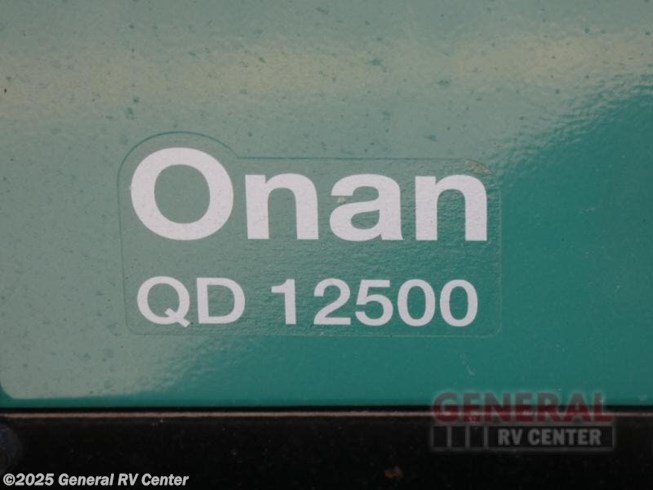 Onan
QD 12500
GENERAL
RV CENTER
©2025 General RV Center